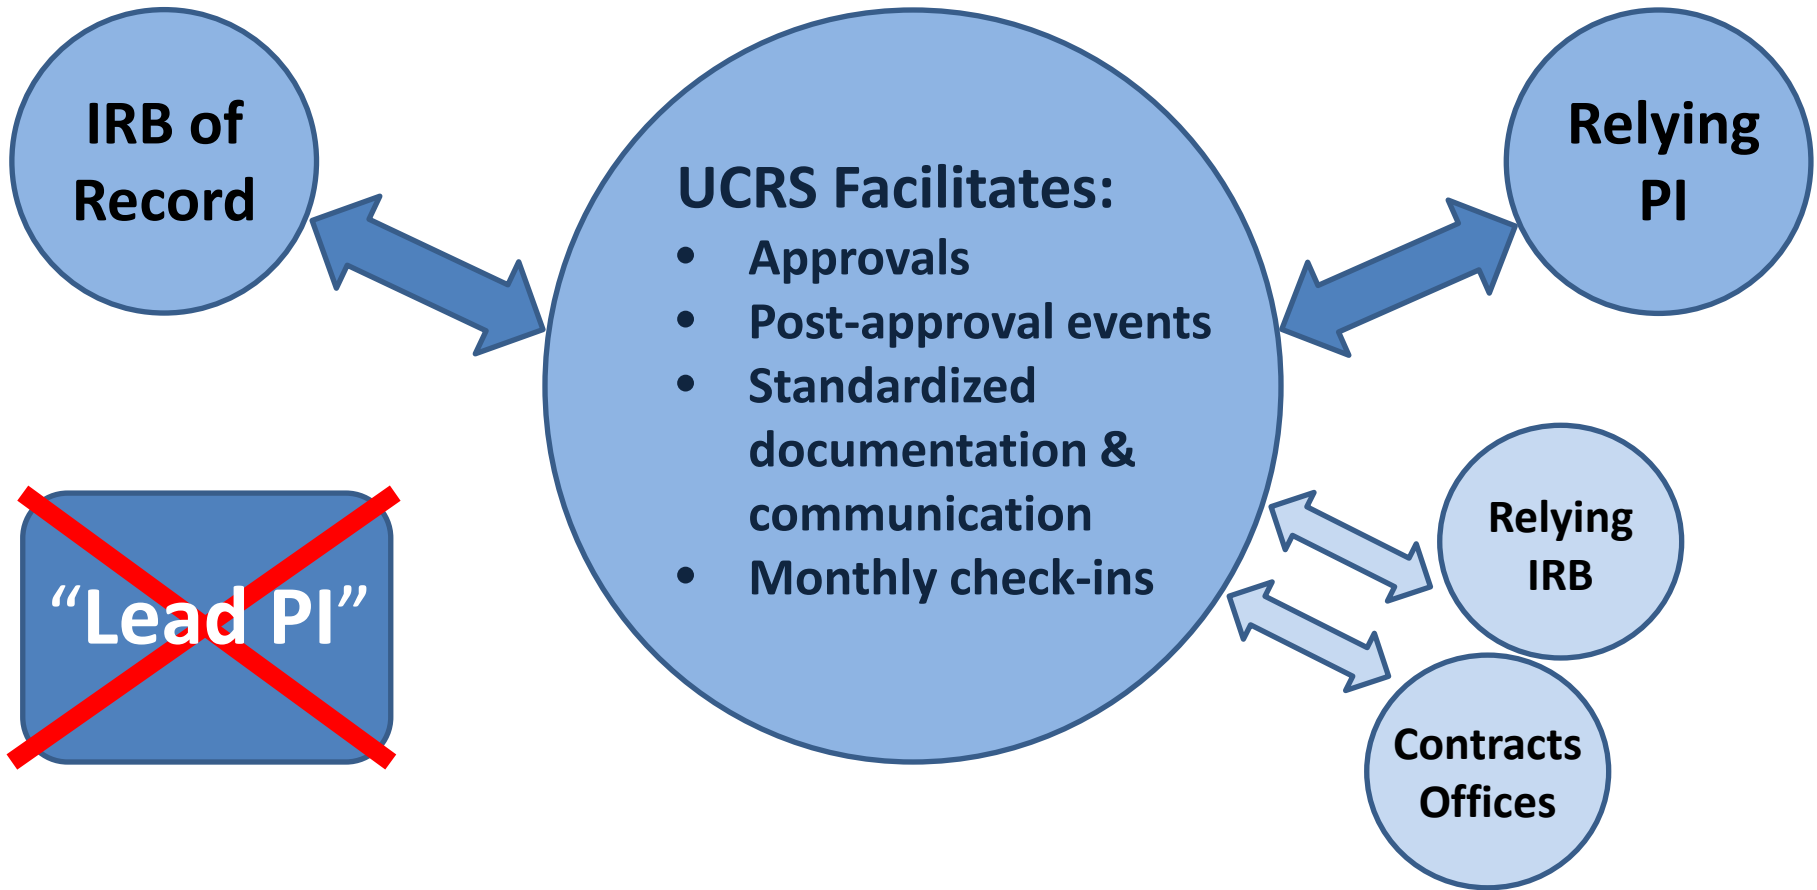 IRB of
Record
UCRS Facilitates:
• Approvals
• Post-approval events
• Standardized
documentation &
communication
• Monthly check-ins
Relying
PI
“Lead PI”
Relying
IRB
Contracts
Offices